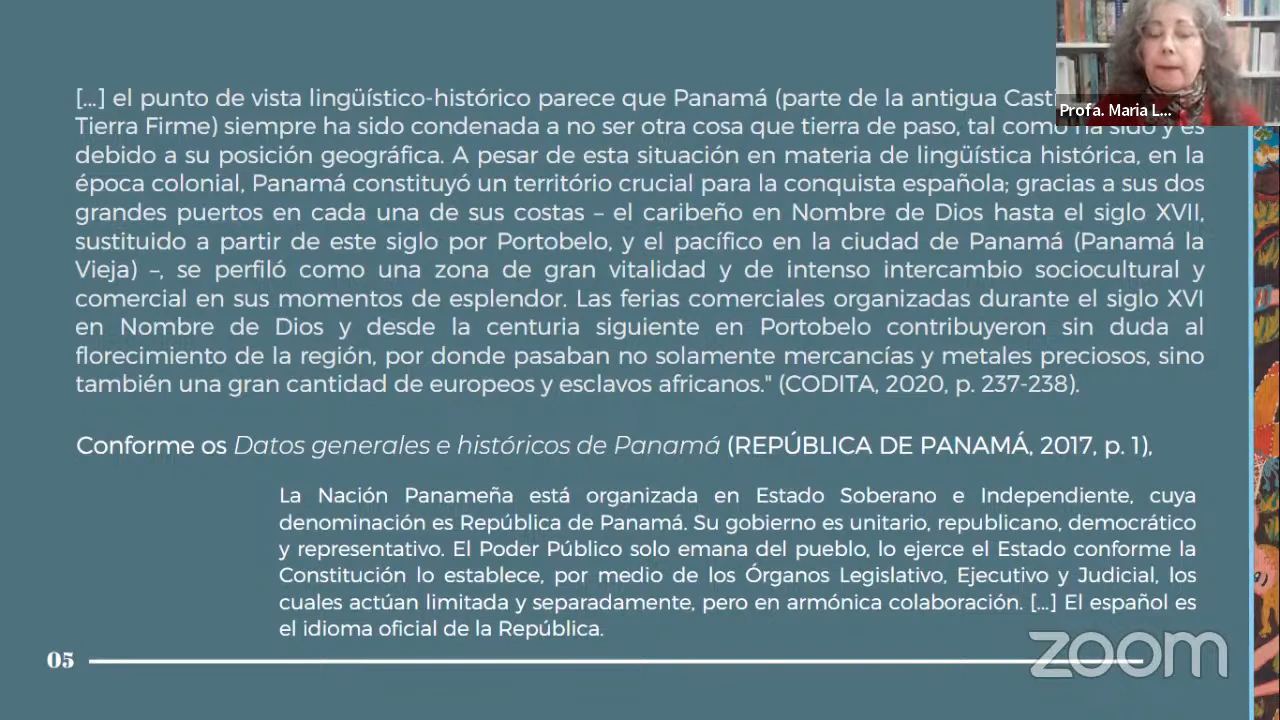 [...] el punto de vista lingüístico-histórico parece que Panamá (parte de la antigua
Tierra Firme) siempre ha sido condenada a no ser otra cosa que tierra de paso, tal como ha sido y es
debido a su posición geográfica. A pesar de esta situación en materia de lingüística histórica, en la
época colonial, Panamá constituyó un território crucial para la conquista española; gracias a sus dos
grandes puertos en cada una de sus costas – el caribeño en Nombre de Dios hasta el siglo XVII,
sustituido a partir de este siglo por Portobelo, y el pacífico en la ciudad de Panamá (Panamá la
Vieja) –, se perfiló como una zona de gran vitalidad y de intenso intercambio sociocultural y
comercial en sus momentos de esplendor. Las ferias comerciales organizadas durante el siglo XVI
en Nombre de Dios y desde la centuria siguiente en Portobelo contribuyeron sin duda al
florecimiento de la región, por donde pasaban no solamente mercancías y metales preciosos, sino
también una gran cantidad de europeos y esclavos africanos." (CODITA, 2020, p. 237-238).
Conforme os Datos generales e históricos de Panamá (REPÚBLICA DE PANAMÁ, 2017, p. 1),
La Nación Panameña está organizada en Estado Soberano e Independiente, cuya
denominación es República de Panamá. Su gobierno es unitario, republicano, democrático
y representativo. El Poder Público solo emana del pueblo, lo ejerce el Estado conforme la
Constitución lo establece, por medio de los Órganos Legislativo, Ejecutivo y Judicial, los
cuales actúan limitada y separadamente, pero en armónica colaboración. [...] El español es
el idioma oficial de la República.
05
Profa. Maria L...
zoom